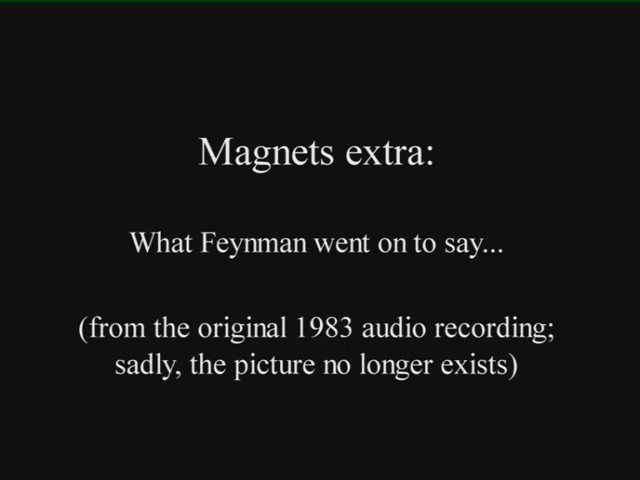 Magnets extra:
What Feynman went on to say...
(from the original 1983 audio recording;
sadly, the picture no longer exists)